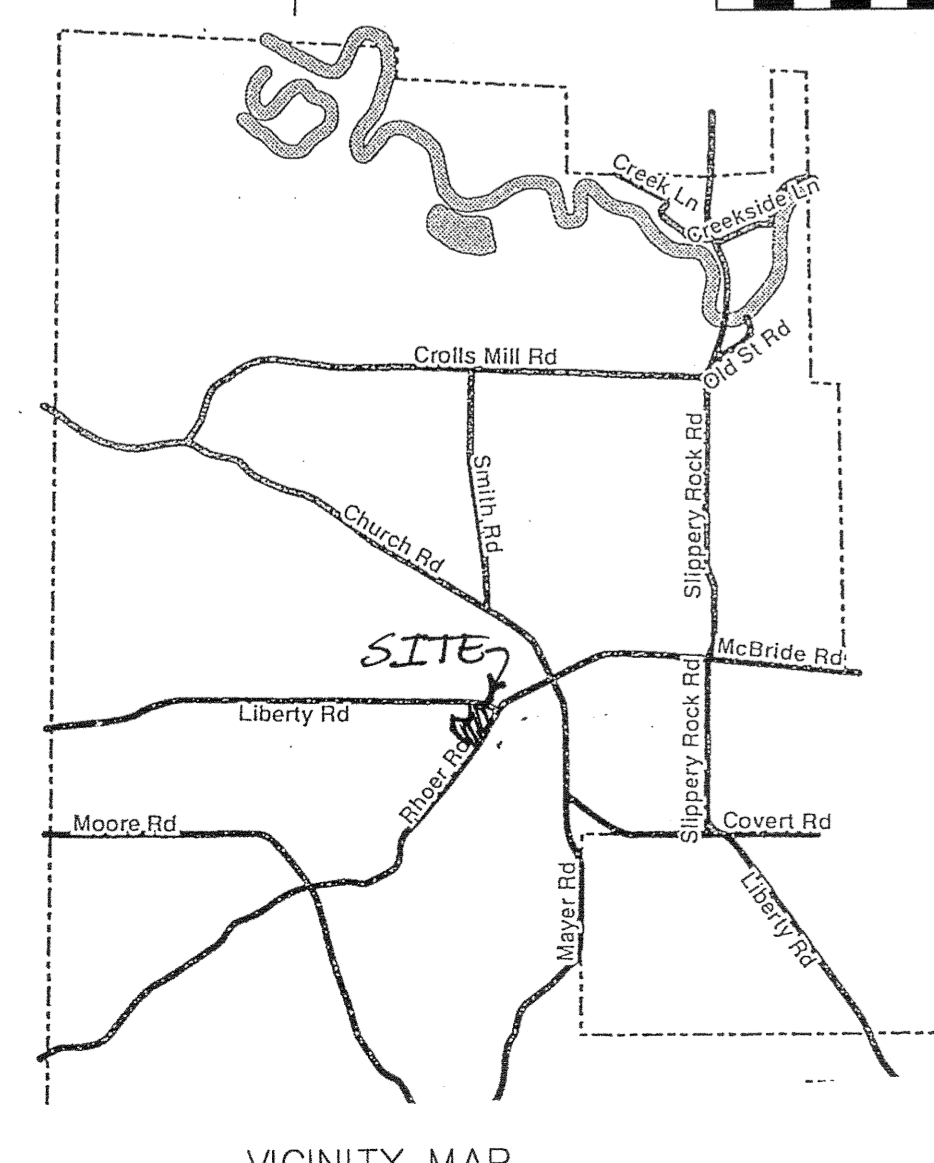 Creek Ln
Creekside Ln
Old St Rd
Crolls Mill Rd
Slippery Rock Rd
Smith Rd
Church Rd
SITE
McBride Rd
Liberty Rd
Slippery Rock Rd
Rhoer Rd
Moore Rd
Covert Rd
Mayer Rd
Liberty Rd
VICINITY MAP